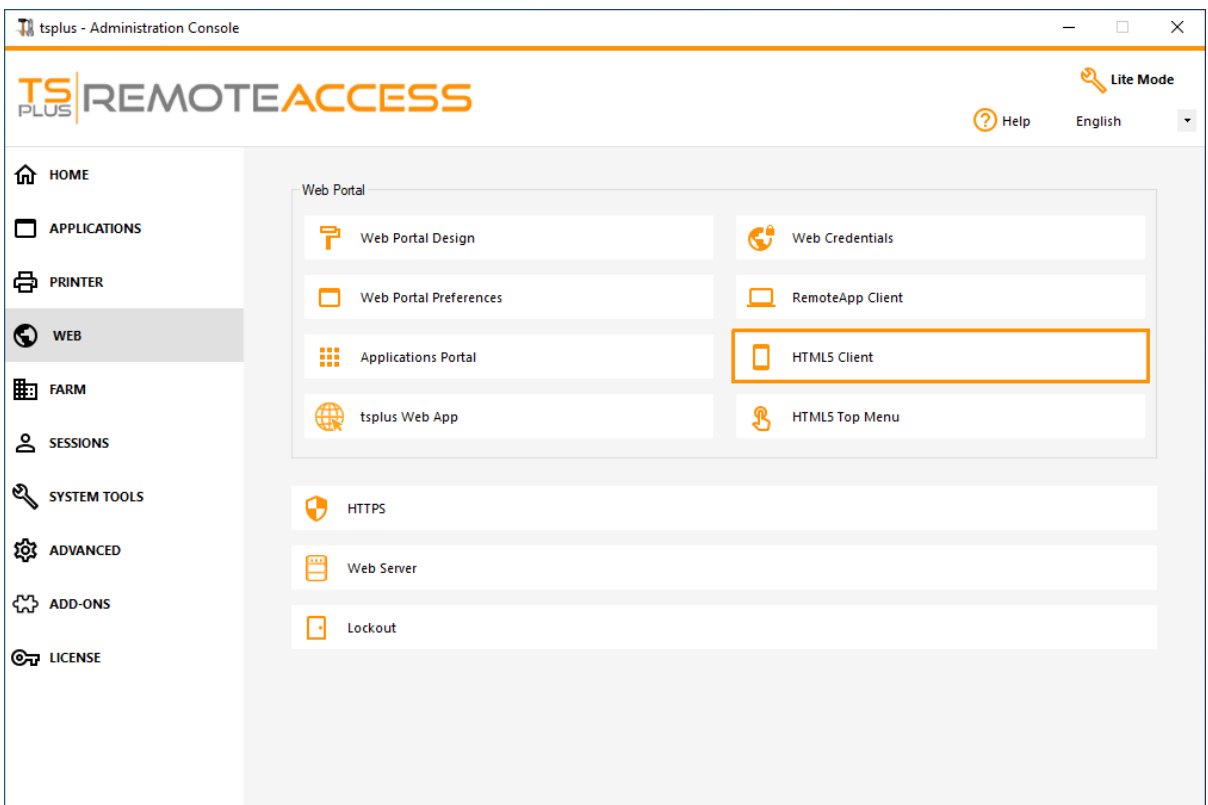 tsplus - Administration Console
TS PLUS REMOTEACCESS
Lite Mode
Help
English
HOME
APPLICATIONS
PRINTER
WEB
FARM
SESSIONS
SYSTEM TOOLS
ADVANCED
ADD-ONS
LICENSE
Web Portal
Web Portal Design
Web Credentials
Web Portal Preferences
RemoteApp Client
Applications Portal
HTML5 Client
tsplus Web App
HTML5 Top Menu
HTTPS
Web Server
Lockout